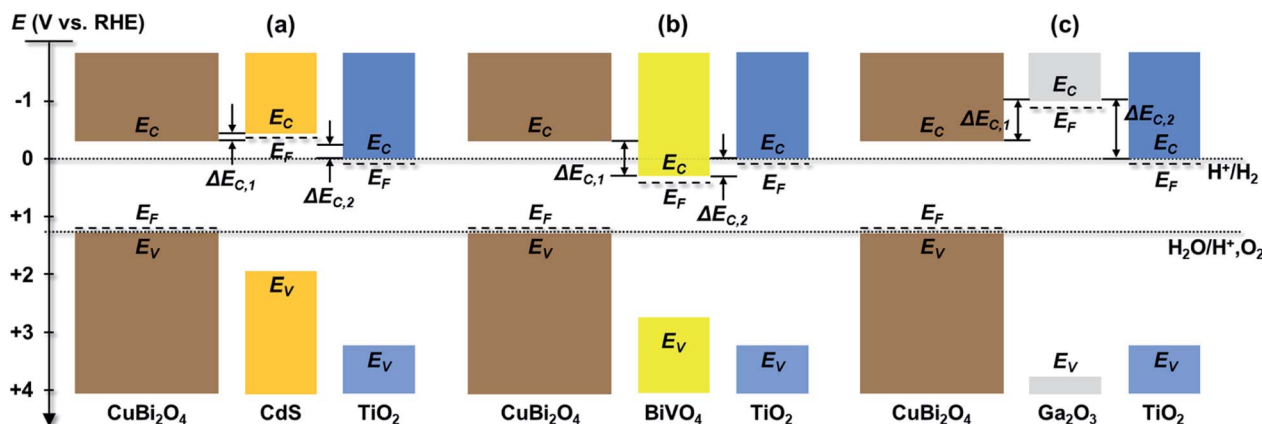 E (V vs. RHE)
(a)
(b)
(c)
-1
0
+1
+2
+3
+4
E_C
E_C
E_F
E_C
E_F
ΔE_C,1
ΔE_C,2
E_F
E_V
E_V
E_V
CuBi₂O₄
CdS
TiO₂
E_C
E_C
E_F
E_C
E_F
ΔE_C,1
ΔE_C,2
E_F
E_V
E_V
E_V
CuBi₂O₄
BiVO₄
TiO₂
E_C
E_C
E_F
E_C
E_F
ΔE_C,1
ΔE_C,2
H⁺/H₂
E_F
E_V
H₂O/H⁺,O₂
E_V
E_V
CuBi₂O₄
Ga₂O₃
TiO₂